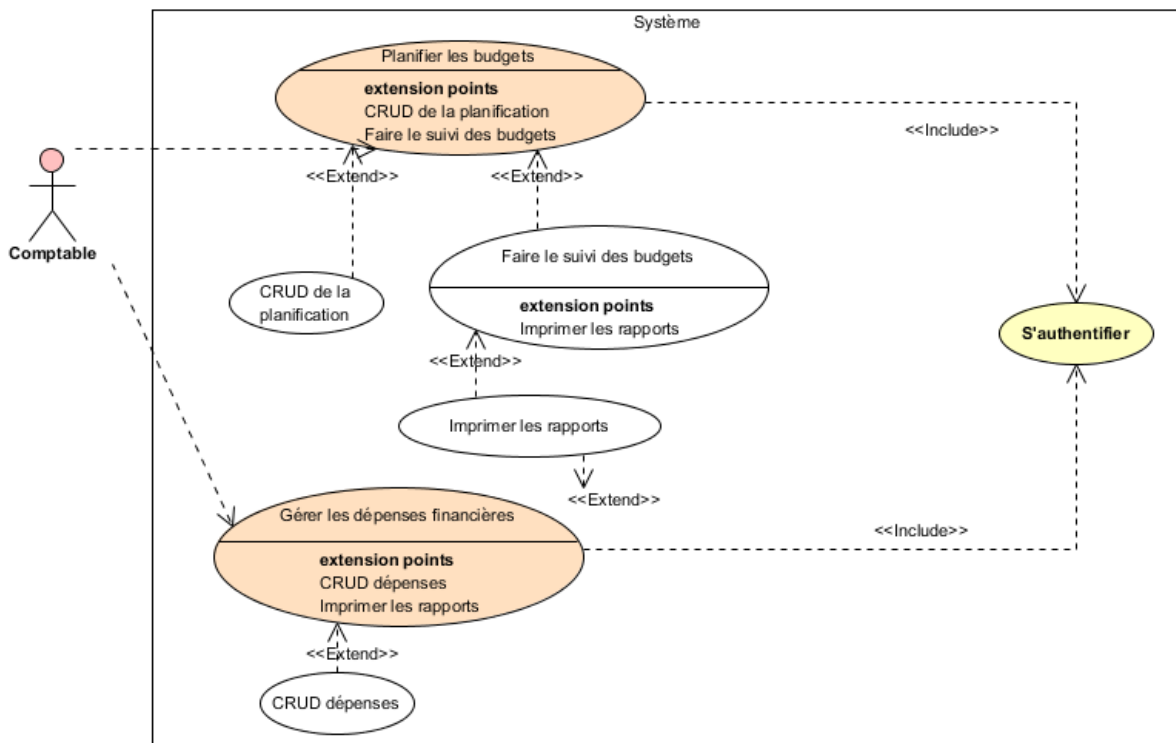 Système
Planifier les budgets
extension points
CRUD de la planification
Faire le suivi des budgets
<<Include>>
<<Extend>>
<<Extend>>
Comptable
Faire le suivi des budgets
extension points
Imprimer les rapports
CRUD de la
planification
S'authentifier
<<Extend>>
Imprimer les rapports
<<Extend>>
Gérer les dépenses financières
extension points
CRUD dépenses
Imprimer les rapports
<<Include>>
<<Extend>>
CRUD dépenses